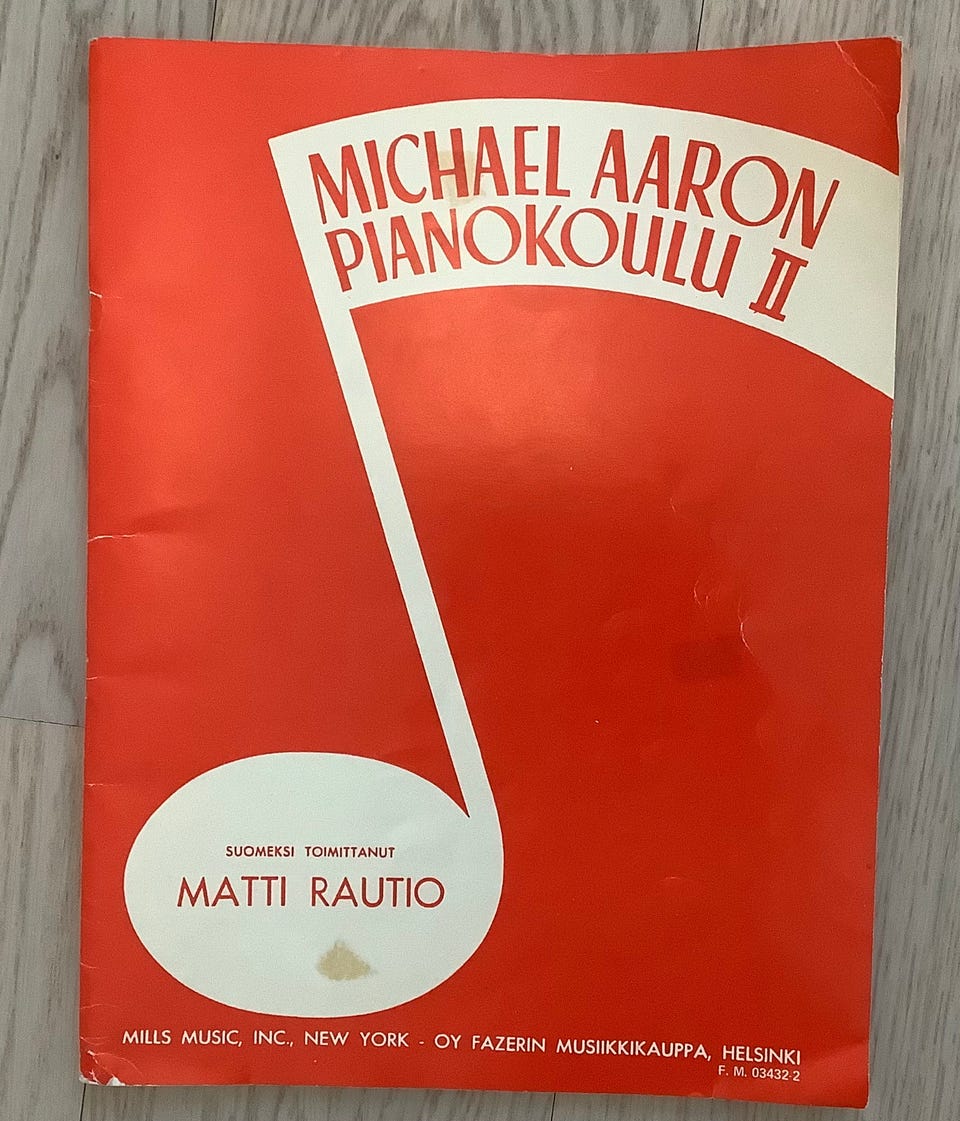 MICHAEL AARON
PIANOKOULU II
SUOMEKSI TOIMITTANUT
MATTI RAUTIO
MILLS MUSIC, INC., NEW YORK - OY FAZERIN MUSIIKKIKAUPPA, HELSINKI
F. M. 03432-2